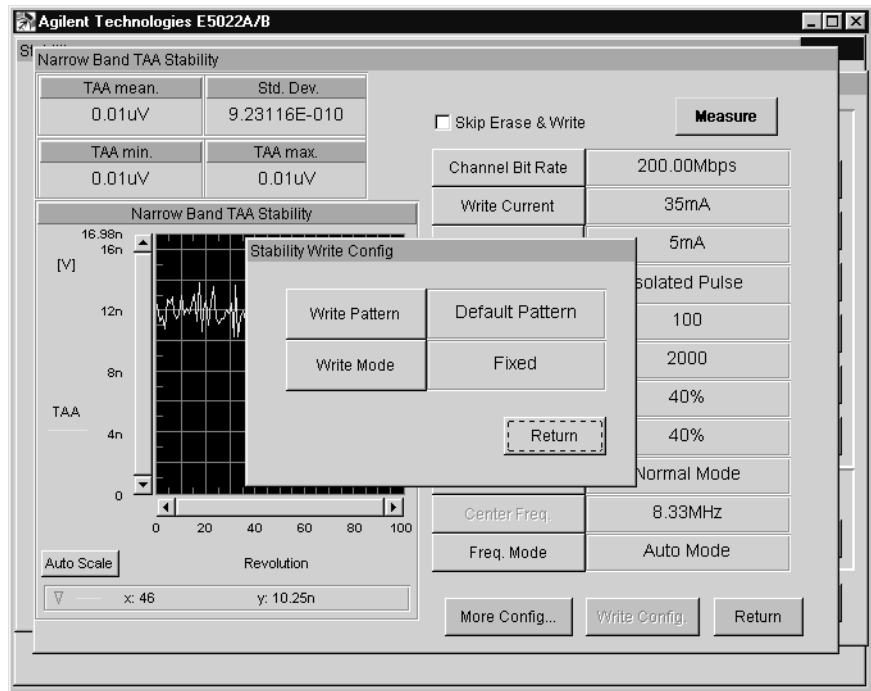 Agilent Technologies E5022A/B
Narrow Band TAA Stability
TAA mean. Std. Dev.
0.01uV 9.23116E-010
TAA min. TAA max.
0.01uV 0.01uV
Skip Erase & Write Measure
Channel Bit Rate 200.00Mbps
Write Current 35mA
5mA
solated Pulse
100
2000
40%
40%
Normal Mode
Center Freq. 8.33MHz
Freq. Mode Auto Mode
More Config... Write Config. Return
Narrow Band TAA Stability
16.98n
16n
[V]
12n
8n
TAA
4n
0
0 20 40 60 80 100
Auto Scale Revolution
x: 46 y: 10.25n
Stability Write Config
Write Pattern Default Pattern
Write Mode Fixed
Return